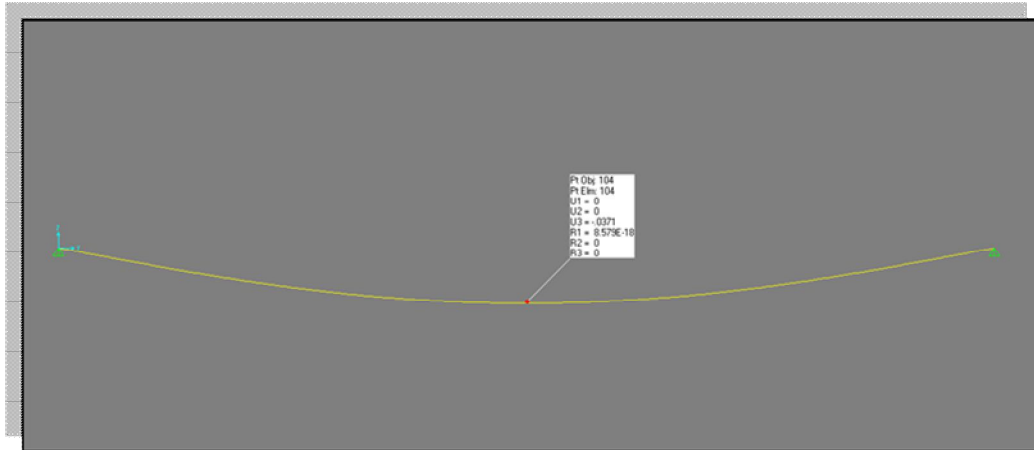 Pt Obj: 104
Pt Elm: 104
U1 = 0
U2 = 0
U3 = -.0371
R1 = 8.579E-18
R2 = 0
R3 = 0